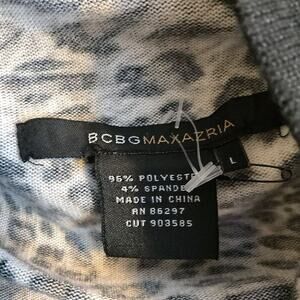 BCBGMAXAZRIA
L
96% POLYESTER
4% SPANDEX
MADE IN CHINA
RN 86297
CUT 903585